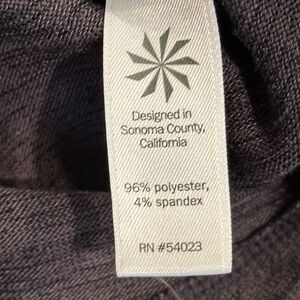 Designed in
Sonoma County,
California
96% polyester,
4% spandex
RN #54023